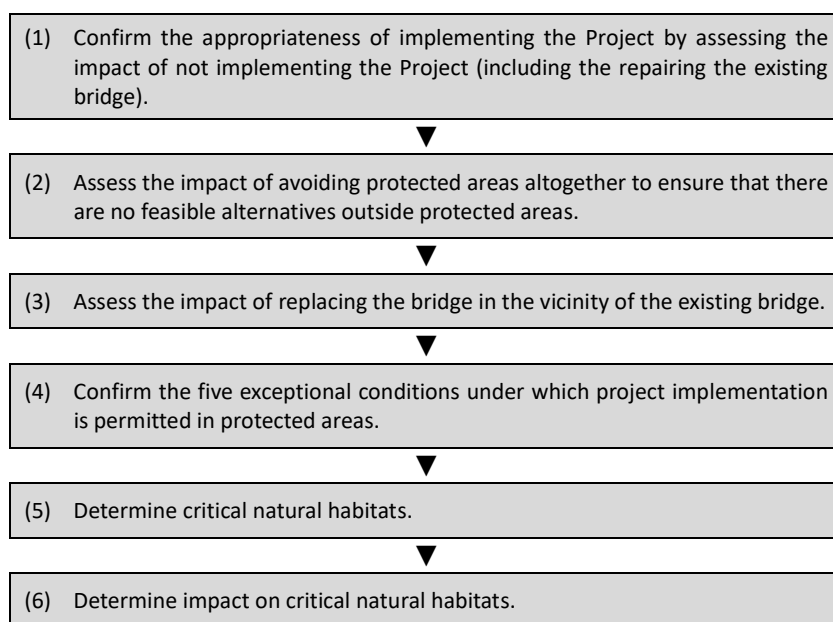 (1) Confirm the appropriateness of implementing the Project by assessing the
impact of not implementing the Project (including the repairing the existing
bridge).
(2) Assess the impact of avoiding protected areas altogether to ensure that there
are no feasible alternatives outside protected areas.
(3) Assess the impact of replacing the bridge in the vicinity of the existing bridge.
(4) Confirm the five exceptional conditions under which project implementation
is permitted in protected areas.
(5) Determine critical natural habitats.
(6) Determine impact on critical natural habitats.